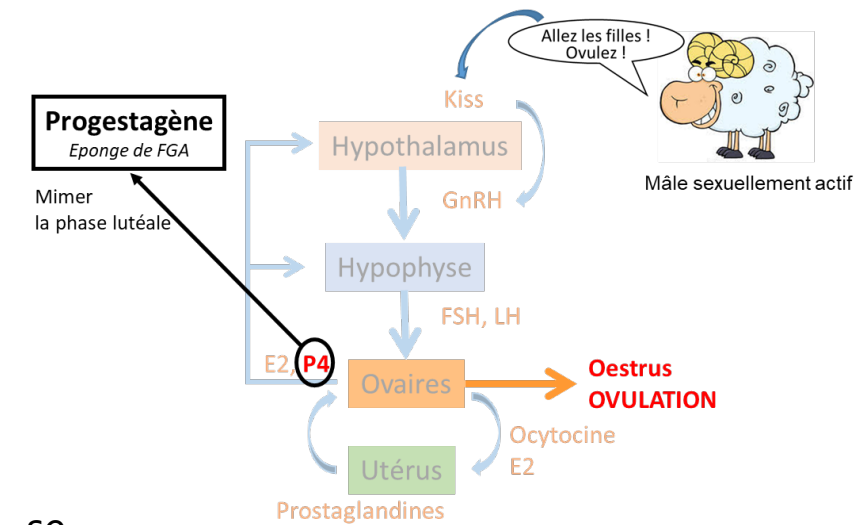 Allez les filles !
Ovulez !
Kiss
Progestagène
Eponge de FGA
Hypothalamus
Mâle sexuellement actif
Mimer
la phase lutéale
GnRH
Hypophyse
FSH, LH
E2, P4
Ovaires
Oestrus
OVULATION
Ocytocine
E2
Utérus
Prostaglandines